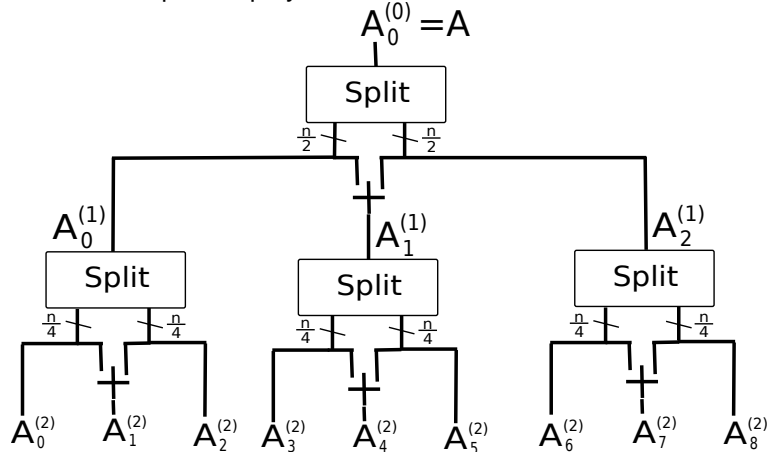 A₀⁽⁰⁾ = A
Split
n/2 n/2
A₀⁽¹⁾ A₁⁽¹⁾ A₂⁽¹⁾
Split Split Split
n/4 n/4 n/4 n/4 n/4 n/4
A₀⁽²⁾ A₁⁽²⁾ A₂⁽²⁾ A₃⁽²⁾ A₄⁽²⁾ A₅⁽²⁾ A₆⁽²⁾ A₇⁽²⁾ A₈⁽²⁾